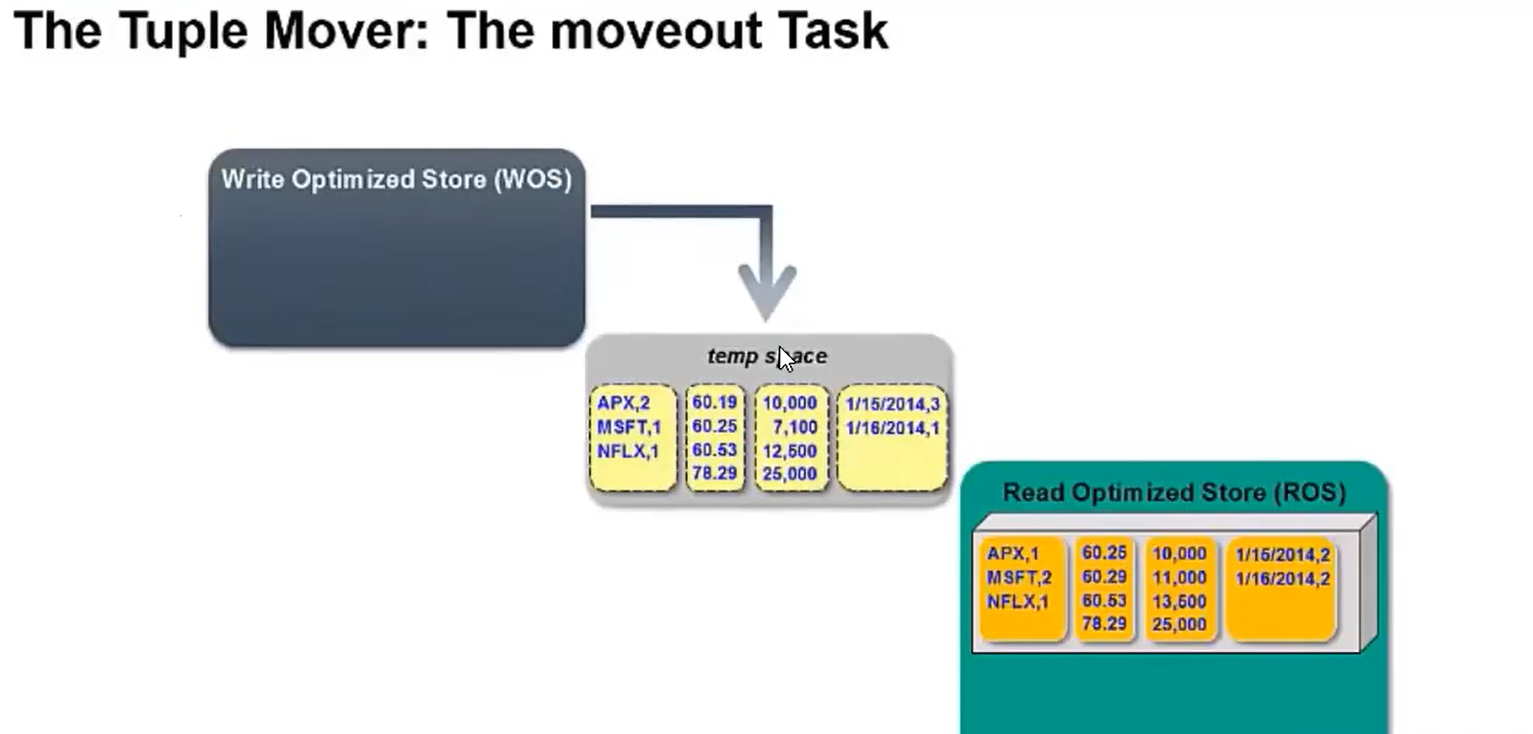 The Tuple Mover: The moveout Task
Write Optimized Store (WOS)
temp space
APX,2 60.19 10,000 1/15/2014,3
MSFT,1 60.25 7,100 1/16/2014,1
NFLX,1 60.53 12,500
78.29 25,000
Read Optimized Store (ROS)
APX,1 60.25 10,000 1/15/2014,2
MSFT,2 60.29 11,000 1/16/2014,2
NFLX,1 60.53 13,500
78.29 25,000